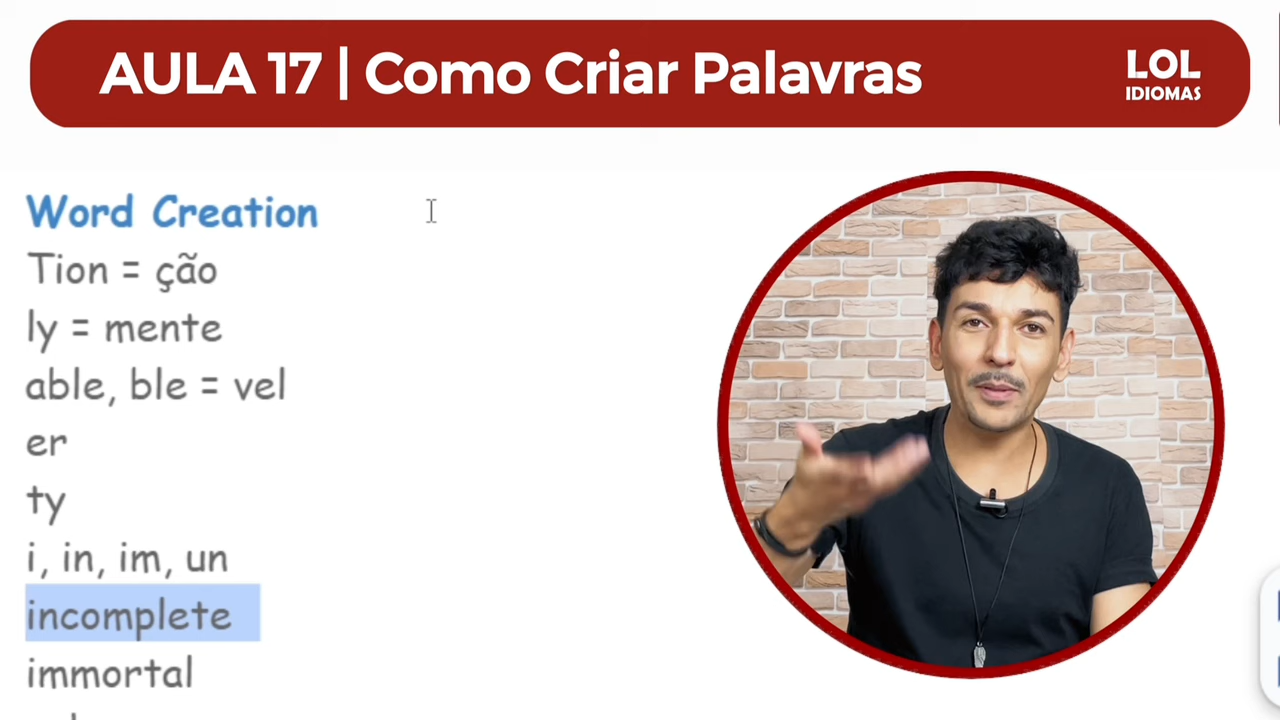 AULA 17 | Como Criar Palavras
LOL
IDIOMAS
Word Creation
Tion = ção
ly = mente
able, ble = vel
er
ty
i, in, im, un
incomplete
immortal